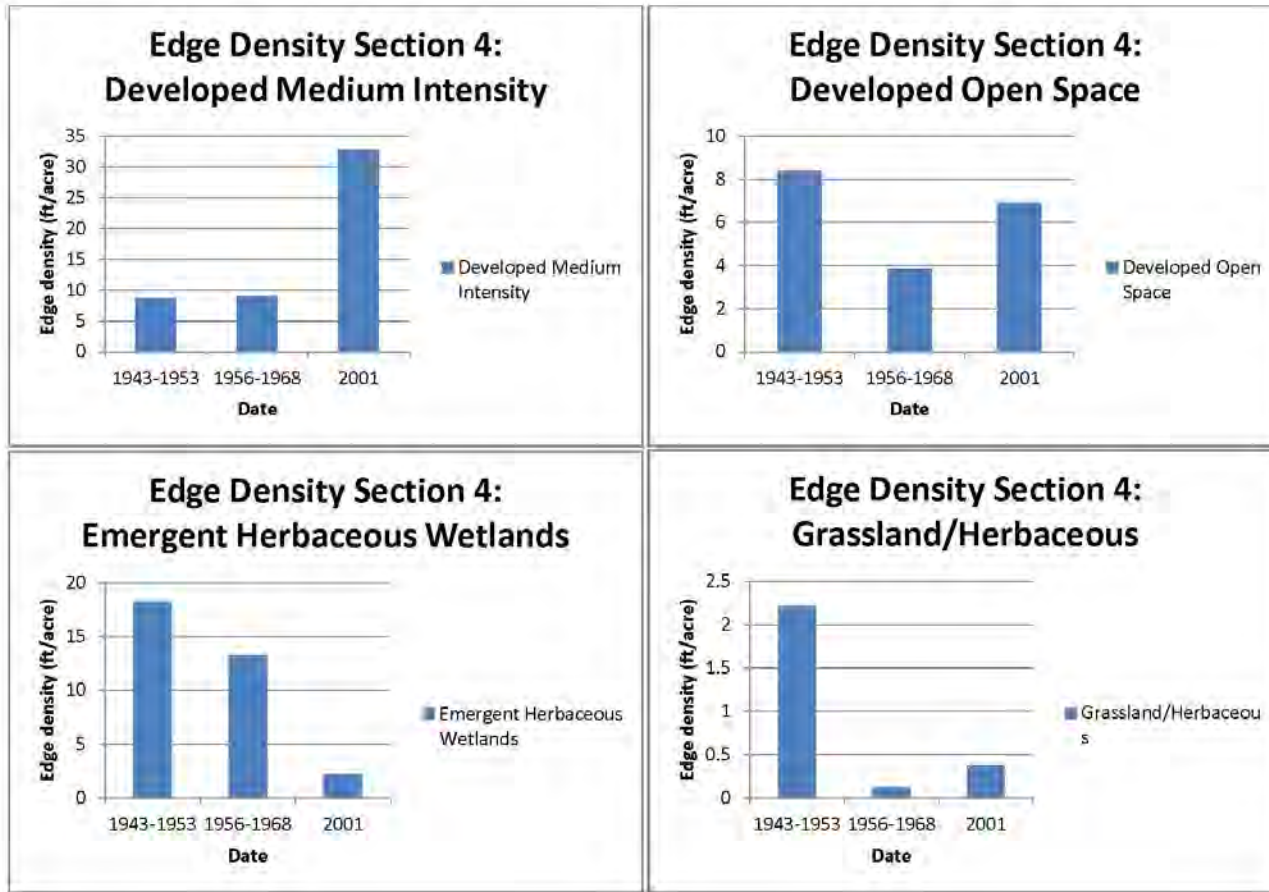 Edge Density Section 4:
Developed Medium Intensity
Edge density (ft/acre)
35
30
25
20
15
10
5
0
1943-1953 1956-1968 2001
Date
Developed Medium
Intensity
Edge Density Section 4:
Developed Open Space
Edge density (ft/acre)
10
8
6
4
2
0
1943-1953 1956-1968 2001
Date
Developed Open
Space
Edge Density Section 4:
Emergent Herbaceous Wetlands
Edge density (ft/acre)
20
15
10
5
0
1943-1953 1956-1968 2001
Date
Emergent Herbaceous
Wetlands
Edge Density Section 4:
Grassland/Herbaceous
Edge density (ft/acre)
2.5
2
1.5
1
0.5
0
1943-1953 1956-1968 2001
Date
Grassland/Herbaceou
s